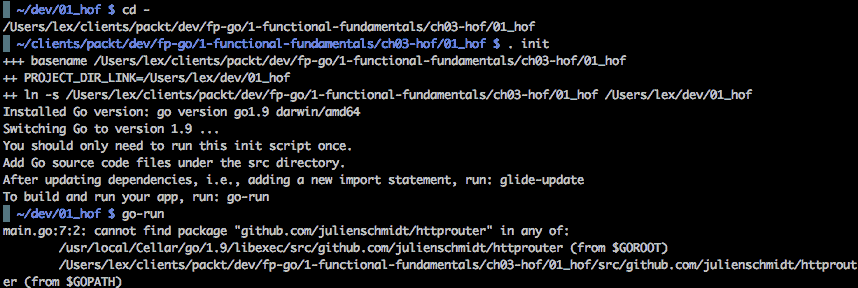 ~/dev/01_hof $ cd -
/Users/lex/clients/packt/dev/fp-go/1-functional-fundamentals/ch03-hof/01_hof
~/clients/packt/dev/fp-go/1-functional-fundamentals/ch03-hof/01_hof $ . init
+++ basename /Users/lex/clients/packt/dev/fp-go/1-functional-fundamentals/ch03-hof/01_hof
++ PROJECT_DIR_LINK=/Users/lex/dev/01_hof
++ ln -s /Users/lex/clients/packt/dev/fp-go/1-functional-fundamentals/ch03-hof/01_hof /Users/lex/dev/01_hof
Installed Go version: go version go1.9 darwin/amd64
Switching Go to version 1.9 ...
You should only need to run this init script once.
Add Go source code files under the src directory.
After updating dependencies, i.e., adding a new import statement, run: glide-update
To build and run your app, run: go-run
~/dev/01_hof $ go-run
main.go:7:2: cannot find package "github.com/julienschmidt/httprouter" in any of:
/usr/local/Cellar/go/1.9/libexec/src/github.com/julienschmidt/httprouter (from $GOROOT)
/Users/lex/clients/packt/dev/fp-go/1-functional-fundamentals/ch03-hof/01_hof/src/github.com/julienschmidt/httprout
er (from $GOPATH)